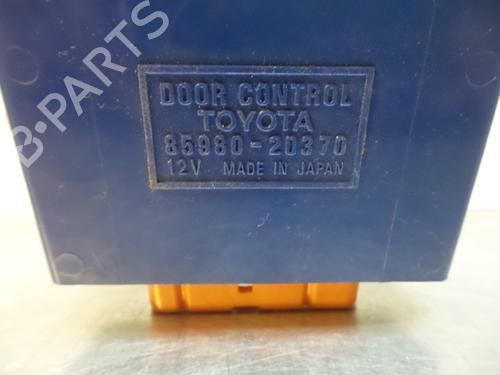 B-PARTS
DOOR CONTROL
TOYOTA
85980-20370
12V MADE IN JAPAN